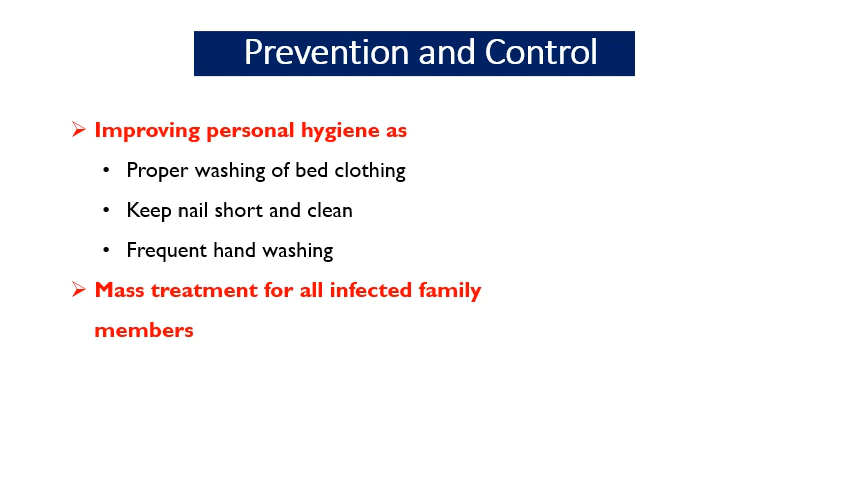 Prevention and Control
➢ Improving personal hygiene as
• Proper washing of bed clothing
• Keep nail short and clean
• Frequent hand washing
➢ Mass treatment for all infected family
members